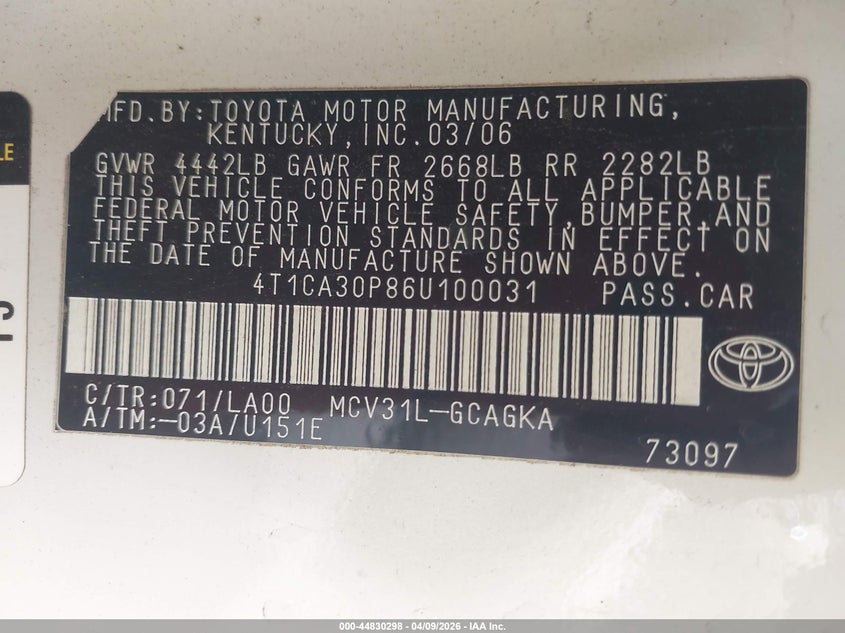 MFD.BY:TOYOTA MOTOR MANUFACTURING,
KENTUCKY,INC.03/06
GVWR 4442LB GAWR FR 2668LB RR 2282LB
THIS VEHICLE CONFORMS TO ALL APPLICABLE
FEDERAL MOTOR VEHICLE SAFETY,BUMPER,AND
THEFT PREVENTION STANDARDS IN EFFECT ON
THE DATE OF MANUFACTURE SHOWN ABOVE.
4T1CA30P86U100031 PASS.CAR
C/TR:071/LA00 MCV31L-GCAGKA
A/TM:-03A/U151E
73097
000-44830298 - 04/09/2026 - IAA Inc.